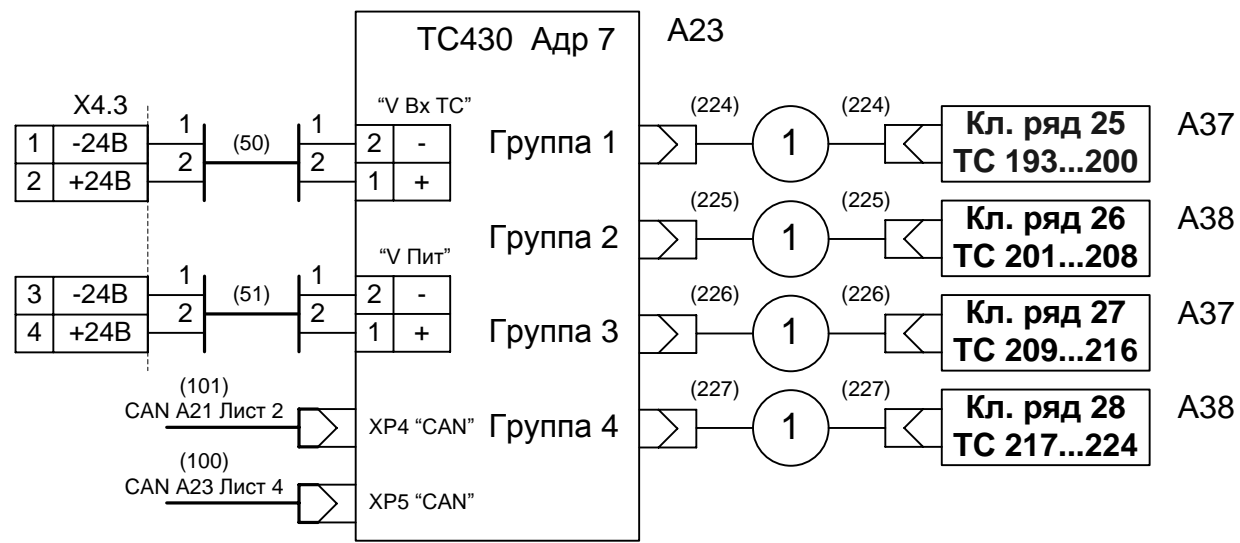 ТС430 Адр 7
А23
Х4.3
1 -24В
2 +24В
1
2
(50)
1
2
“V Вх ТС”
2 -
1 +
Группа 1
(224)
1
(224)
Кл. ряд 25
ТС 193...200
А37
Группа 2
(225)
1
(225)
Кл. ряд 26
ТС 201...208
А38
3 -24В
4 +24В
1
2
(51)
1
2
“V Пит”
2 -
1 +
Группа 3
(226)
1
(226)
Кл. ряд 27
ТС 209...216
А37
(101)
CAN А21 Лист 2
ХР4 “CAN”
Группа 4
(227)
1
(227)
Кл. ряд 28
ТС 217...224
А38
(100)
CAN А23 Лист 4
ХР5 “CAN”